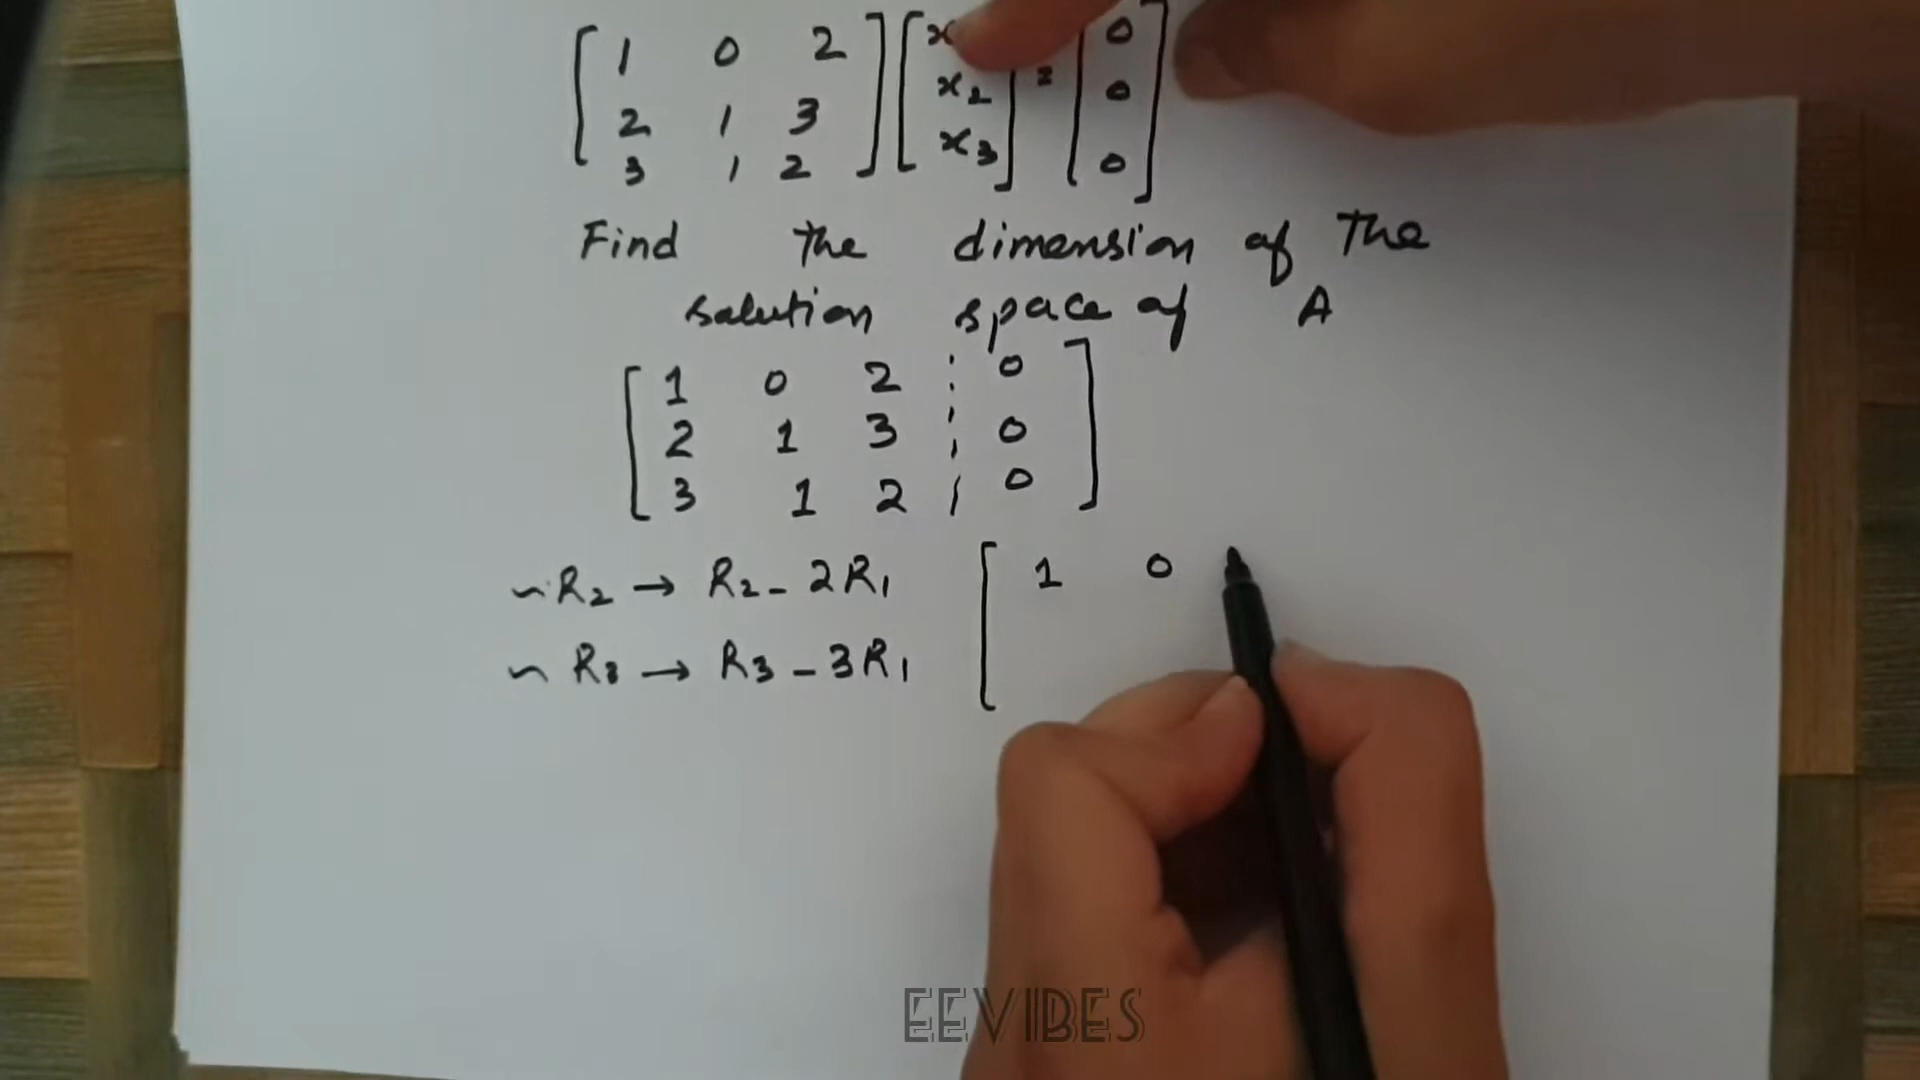 [1 0 2] [x [0
2 1 3 x₂ = 0
3 1 2] x₃] 0]
Find the dimension of the
solution space of A
[1 0 2 ¦ 0
2 1 3 ¦ 0
3 1 2 ¦ 0]
~ R₂ → R₂ - 2R₁ [1 0
~ R₃ → R₃ - 3R₁
EEVIBES